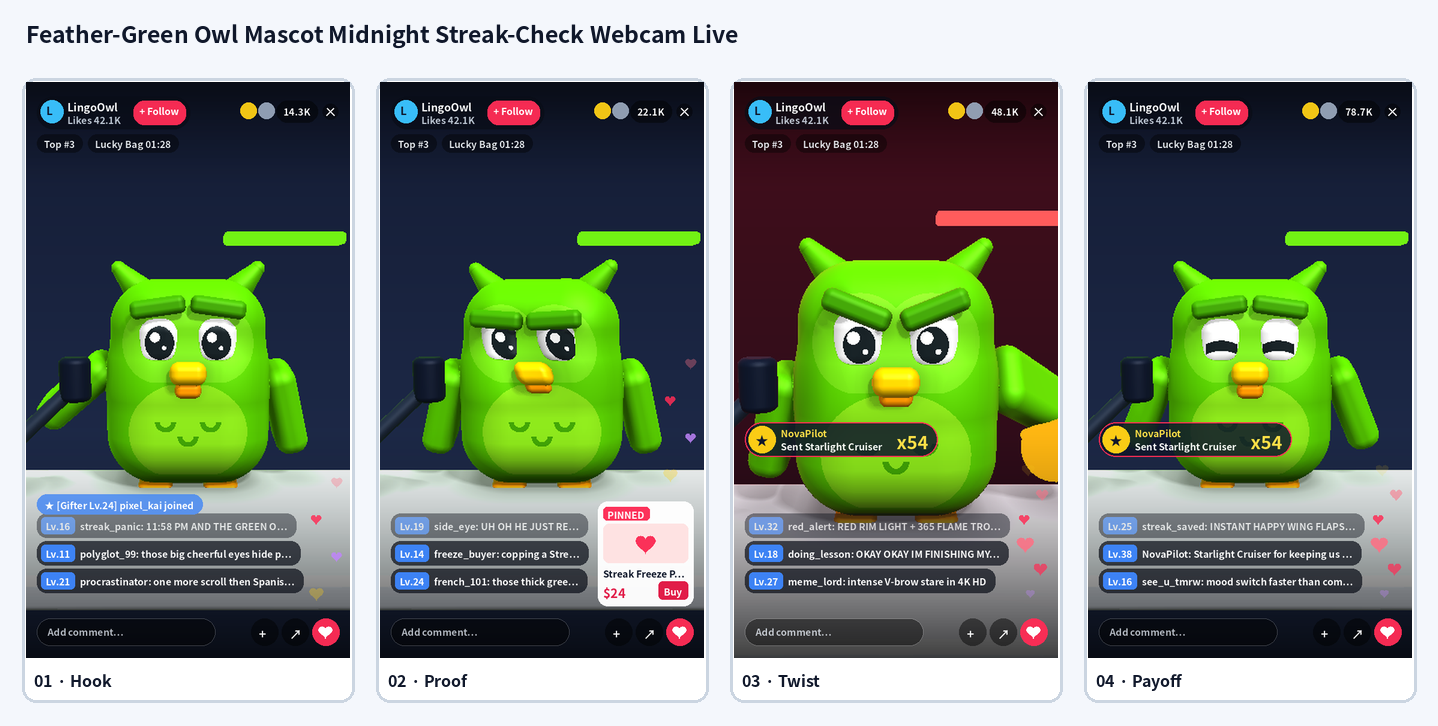 Feather-Green Owl Mascot Midnight Streak-Check Webcam Live
L
LingoOwl
Likes 42.1K
+ Follow
14.3K
×
Top #3
Lucky Bag 01:28
★ [Gifter Lv.24] pixel_kai joined
Lv.16 streak_panic: 11:58 PM AND THE GREEN O…
Lv.11 polyglot_99: those big cheerful eyes hide p…
Lv.21 procrastinator: one more scroll then Spanis…
Add comment…
+
↗
01 · Hook
L
LingoOwl
Likes 42.1K
+ Follow
22.1K
×
Top #3
Lucky Bag 01:28
Lv.19 side_eye: UH OH HE JUST RE…
Lv.14 freeze_buyer: copping a Stre…
Lv.24 french_101: those thick gree…
PINNED
Streak Freeze P…
$24
Buy
Add comment…
+
↗
02 · Proof
L
LingoOwl
Likes 42.1K
+ Follow
48.1K
×
Top #3
Lucky Bag 01:28
★
NovaPilot
Sent Starlight Cruiser
x54
Lv.32 red_alert: RED RIM LIGHT + 365 FLAME TRO…
Lv.18 doing_lesson: OKAY OKAY IM FINISHING MY…
Lv.27 meme_lord: intense V-brow stare in 4K HD
Add comment…
+
↗
03 · Twist
L
LingoOwl
Likes 42.1K
+ Follow
78.7K
×
Top #3
Lucky Bag 01:28
★
NovaPilot
Sent Starlight Cruiser
x54
Lv.25 streak_saved: INSTANT HAPPY WING FLAPS…
Lv.38 NovaPilot: Starlight Cruiser for keeping us …
Lv.16 see_u_tmrw: mood switch faster than com…
Add comment…
+
↗
04 · Payoff